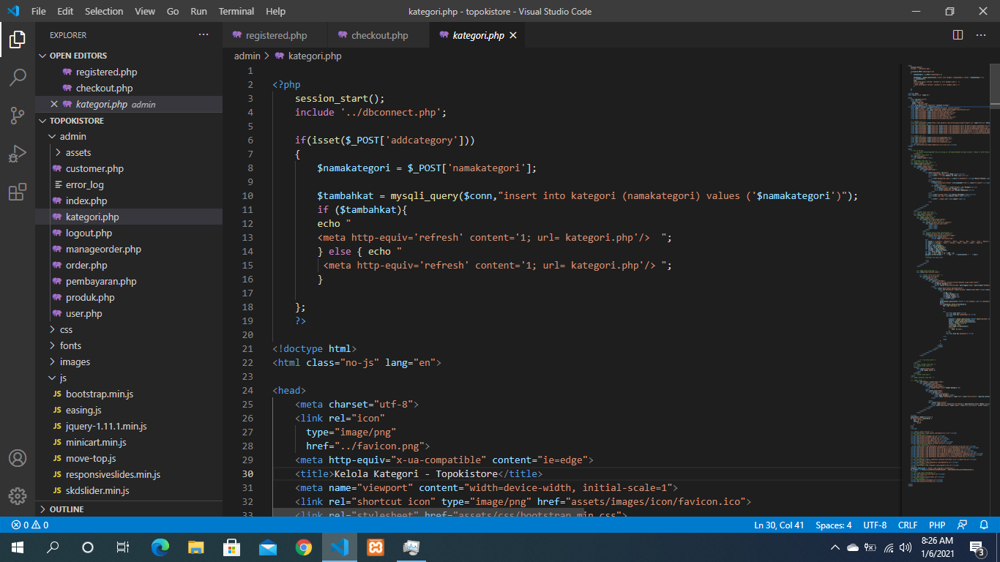 File Edit Selection View Go Run Terminal Help
kategori.php - topokistore - Visual Studio Code
EXPLORER
OPEN EDITORS
registered.php
checkout.php
kategori.php admin
TOPOKISTORE
admin
assets
customer.php
error_log
index.php
kategori.php
logout.php
manageorder.php
order.php
pembayaran.php
produk.php
user.php
css
fonts
images
js
JS bootstrap.min.js
JS easing.js
JS jquery-1.11.1.min.js
JS minicart.min.js
JS move-top.js
JS responsiveslides.min.js
JS skdslider.min.js
OUTLINE
registered.php checkout.php kategori.php
admin > kategori.php
1
2 <?php
3 session_start();
4 include '../dbconnect.php';
5
6 if(isset($_POST['addcategory']))
7 {
8 $namakategori = $_POST['namakategori'];
9
10 $tambahkat = mysqli_query($conn,"insert into kategori (namakategori) values ('$namakategori')");
11 if ($tambahkat){
12 echo "
13 <meta http-equiv='refresh' content='1; url= kategori.php'/>  ";
14 } else { echo "
15 <meta http-equiv='refresh' content='1; url= kategori.php'/> ";
16 }
17
18 };
19 ?>
20
21 <!doctype html>
22 <html class="no-js" lang="en">
23
24 <head>
25 <meta charset="utf-8">
26 <link rel="icon"
27 type="image/png"
28 href="../favicon.png">
29 <meta http-equiv="x-ua-compatible" content="ie=edge">
30 <title>Kelola Kategori - Topokistore</title>
31 <meta name="viewport" content="width=device-width, initial-scale=1">
32 <link rel="shortcut icon" type="image/png" href="assets/images/icon/favicon.ico">
33 <link rel="stylesheet" href="assets/css/bootstrap.min.css">
0 0
Ln 30, Col 41 Spaces: 4 UTF-8 CRLF PHP
8:26 AM
1/6/2021
3